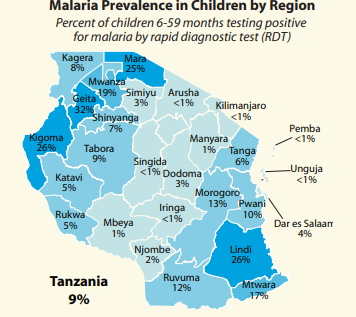 Malaria Prevalence in Children by Region
Percent of children 6-59 months testing positive
for malaria by rapid diagnostic test (RDT)
Kagera
8%
Mara
25%
Mwanza
19%
Geita
32%
Simiyu
3%
Arusha
<1%
Kilimanjaro
<1%
Shinyanga
7%
Kigoma
26%
Tabora
9%
Manyara
1%
Tanga
6%
Pemba
<1%
Unguja
<1%
Singida
<1%
Dodoma
3%
Katavi
5%
Morogoro
13%
Pwani
10%
Dar es Salaam
4%
Rukwa
5%
Mbeya
1%
Iringa
<1%
Njombe
2%
Lindi
26%
Ruvuma
12%
Mtwara
17%
Tanzania
9%